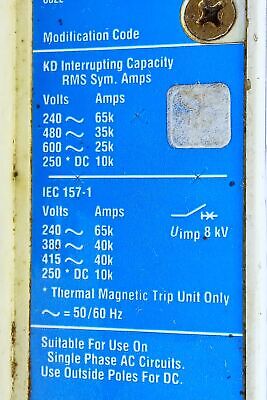 Modification Code
KD Interrupting Capacity
RMS Sym. Amps
Volts Amps
240 ~ 65k
480 ~ 35k
600 ~ 25k
250 * DC 10k
IEC 157-1
Volts Amps
240 ~ 65k
380 ~ 40k
415 ~ 40k
250 * DC 10k
Uimp 8 kV
* Thermal Magnetic Trip Unit Only
~ = 50/60 Hz
Suitable For Use On
Single Phase AC Circuits.
Use Outside Poles For DC.